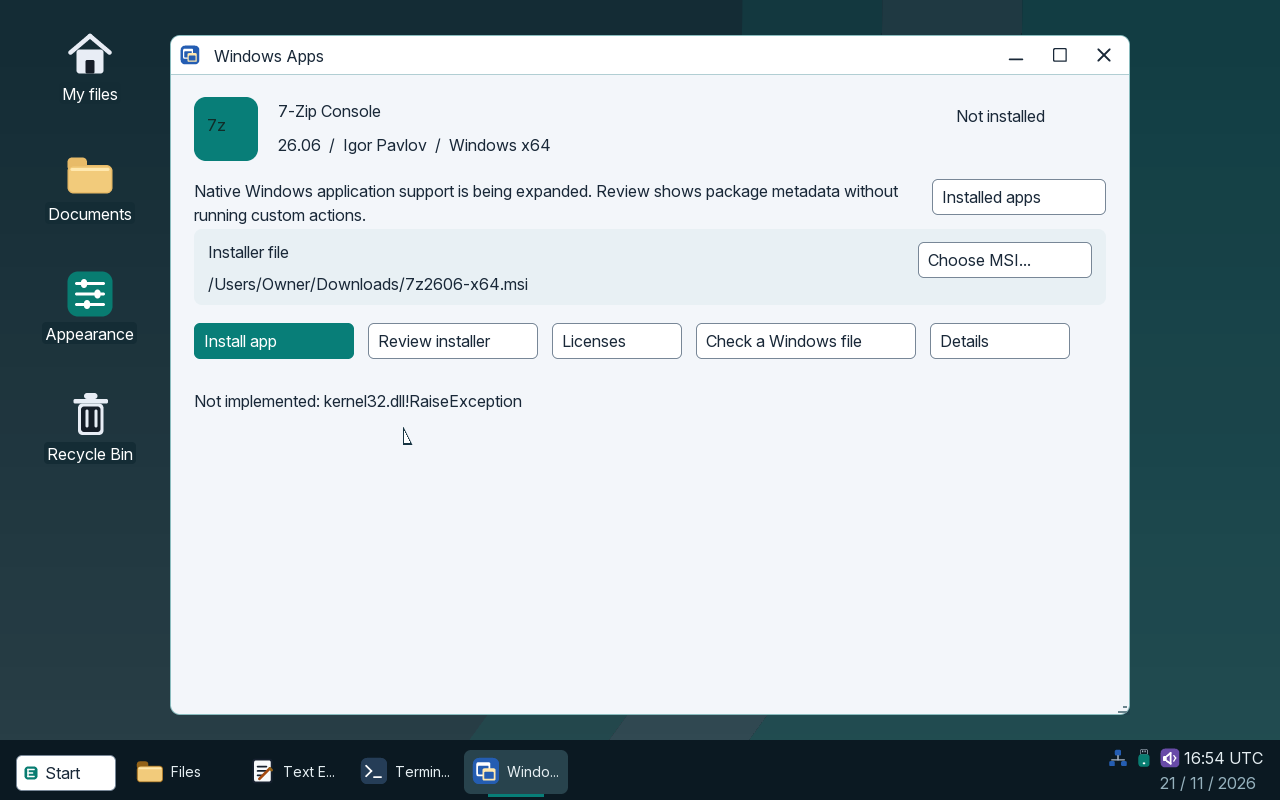 My files
Documents
Appearance
Recycle Bin
Windows Apps
7z
7-Zip Console
Not installed
26.06 / Igor Pavlov / Windows x64
Native Windows application support is being expanded. Review shows package metadata without
running custom actions.
Installed apps
Installer file
Choose MSI...
/Users/Owner/Downloads/7z2606-x64.msi
Install app
Review installer
Licenses
Check a Windows file
Details
Not implemented: kernel32.dll!RaiseException
Start
Files
Text E...
Termin...
Windo...
16:54 UTC
21 / 11 / 2026